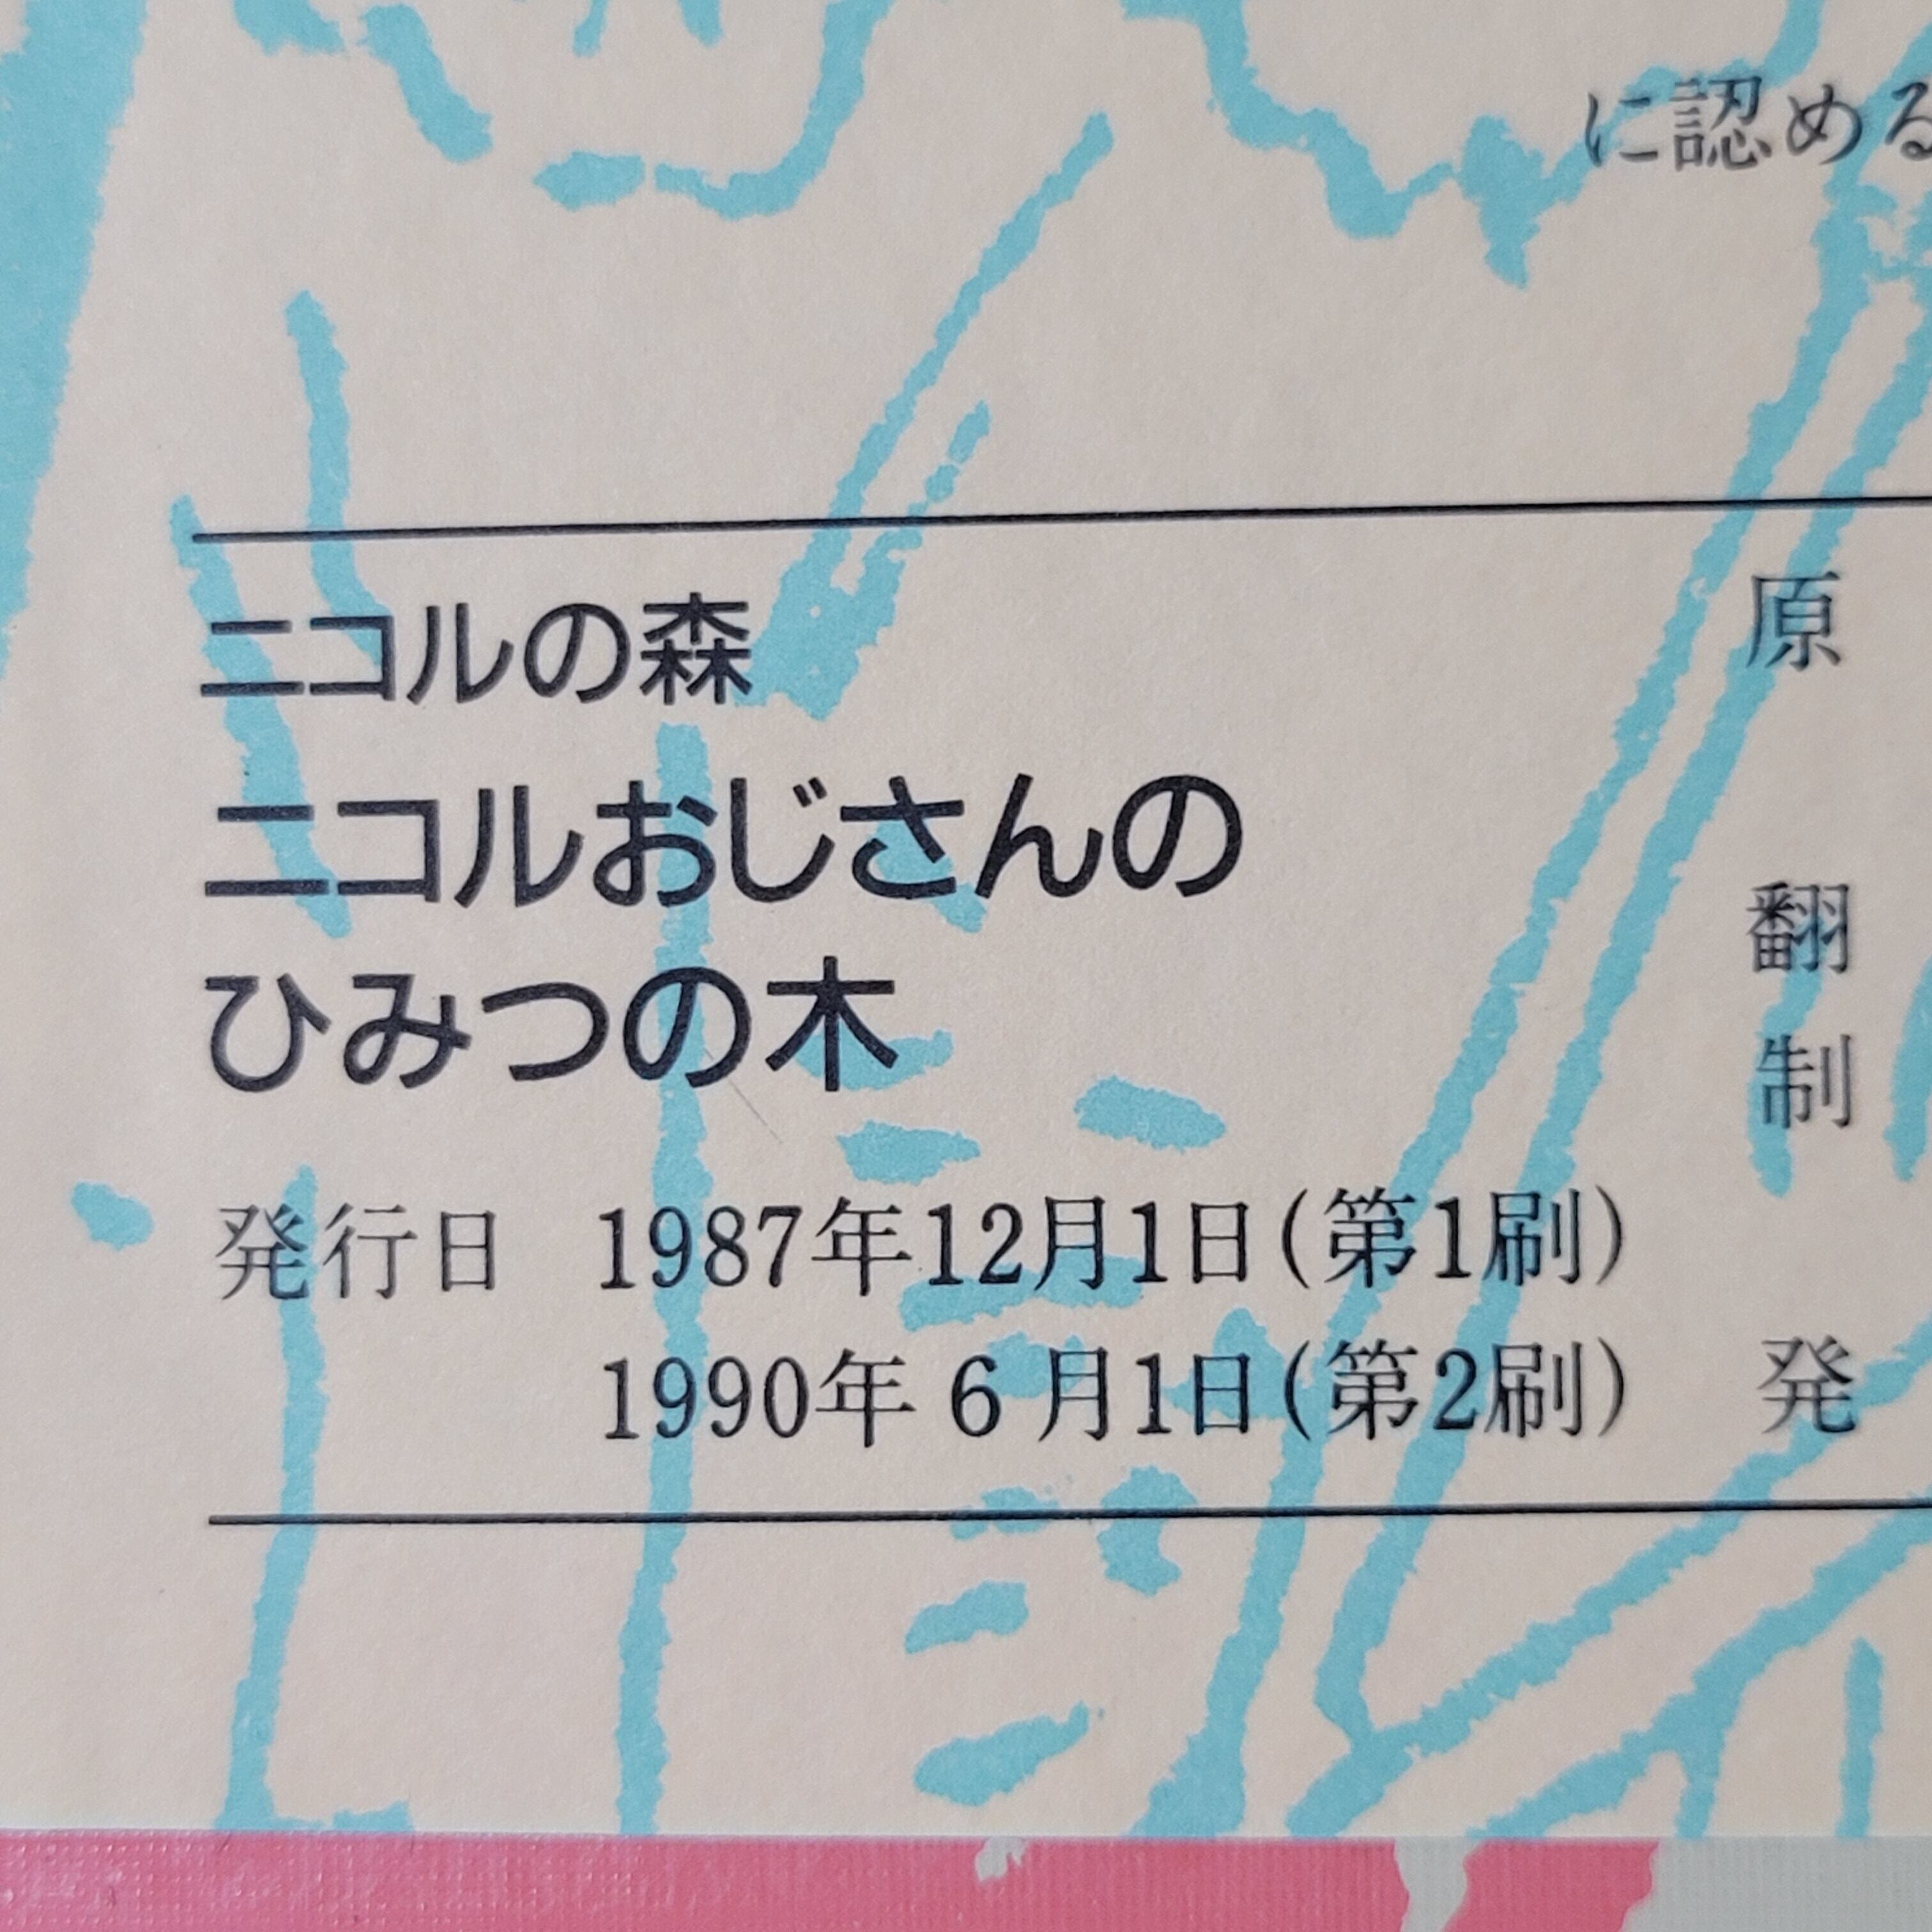 に認める
ニコルの森
ニコルおじさんの
ひみつの木
発行日 1987年12月1日(第1刷)
1990年 6 月1日(第2刷)
原
翻
制
発